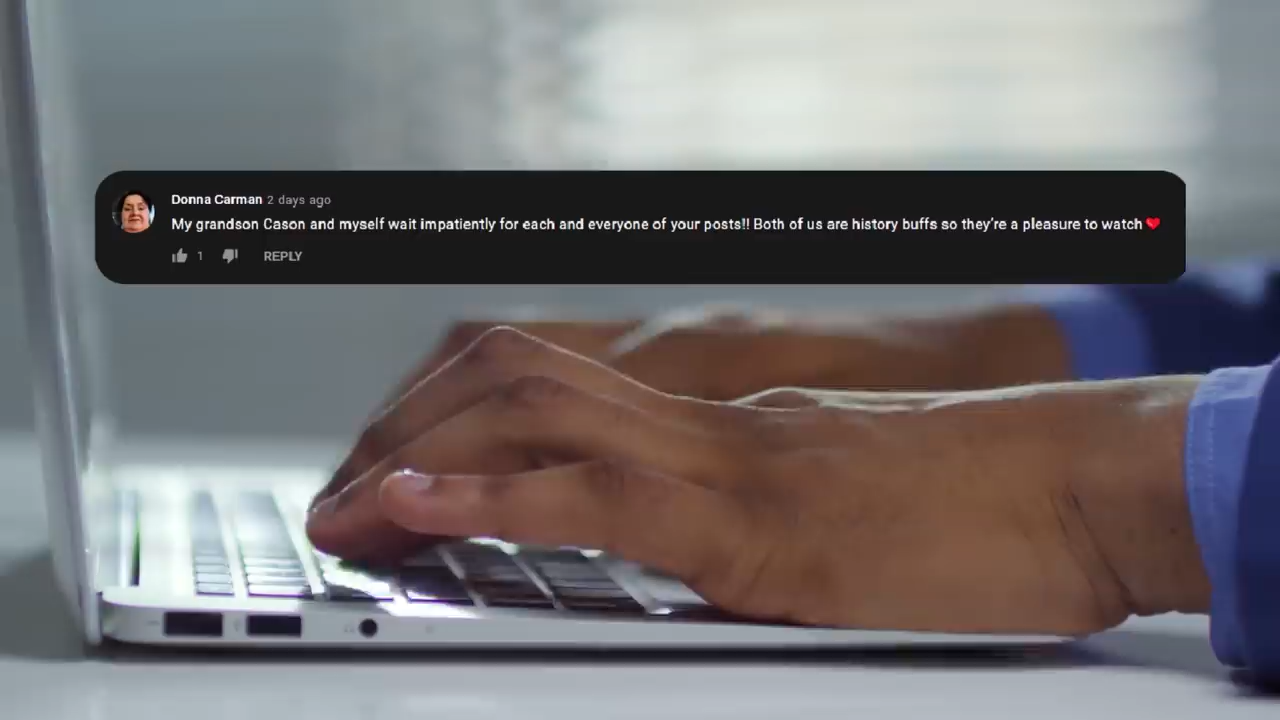 Donna Carman 2 days ago
My grandson Cason and myself wait impatiently for each and everyone of your posts!! Both of us are history buffs so they're a pleasure to watch ❤️
1 REPLY